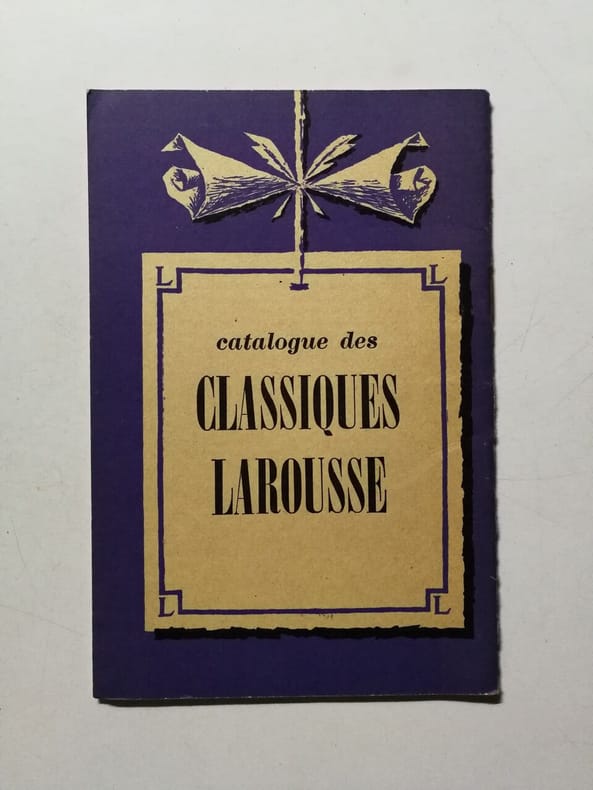 L L
catalogue des
CLASSIQUES
LAROUSSE
L L